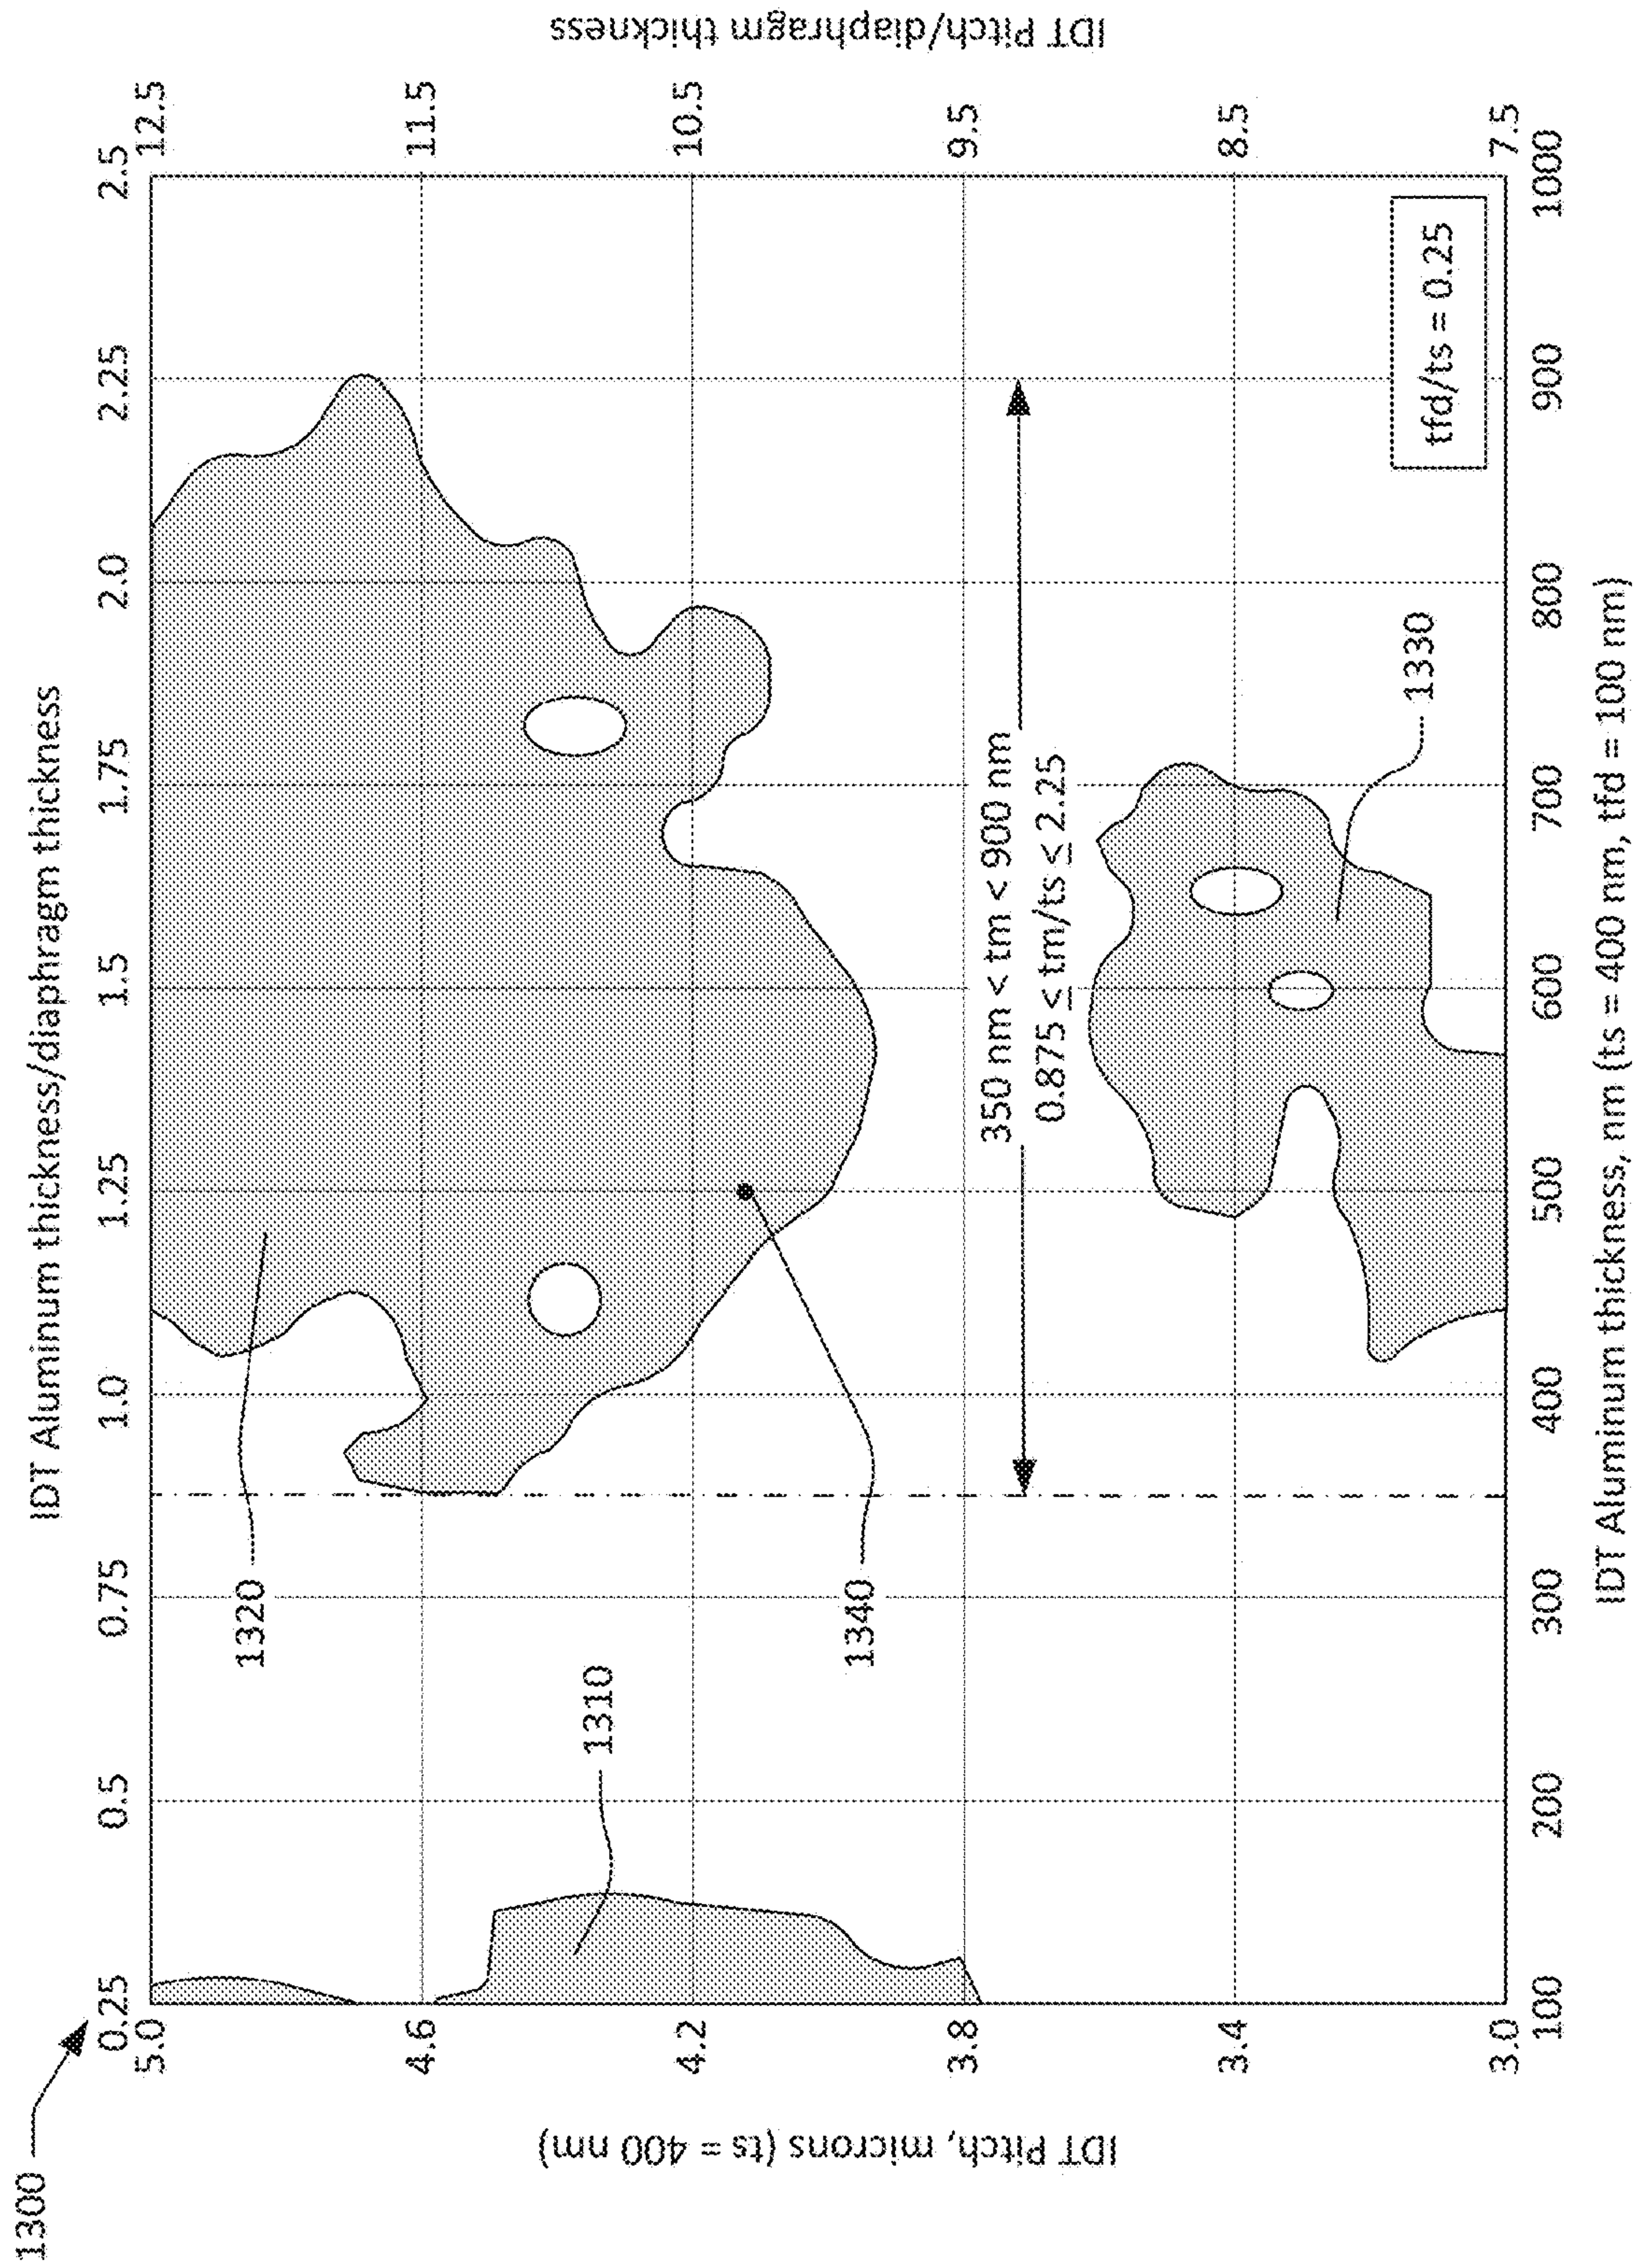 1300
IDT Aluminum thickness/diaphragm thickness
0.25 0.5 0.75 1.0 1.25 1.5 1.75 2.0 2.25 2.5
5.0 12.5
1320
4.6 11.5
1310
4.2 10.5
1340
3.8 9.5
350 nm < tm < 900 nm
0.875 ≤ tm/ts ≤ 2.25
3.4 8.5
1330
tfd/ts = 0.25
3.0 7.5
100 200 300 400 500 600 700 800 900 1000
IDT Aluminum thickness, nm (ts = 400 nm, tfd = 100 nm)
IDT Pitch, microns (ts = 400 nm)
IDT Pitch/diaphragm thickness